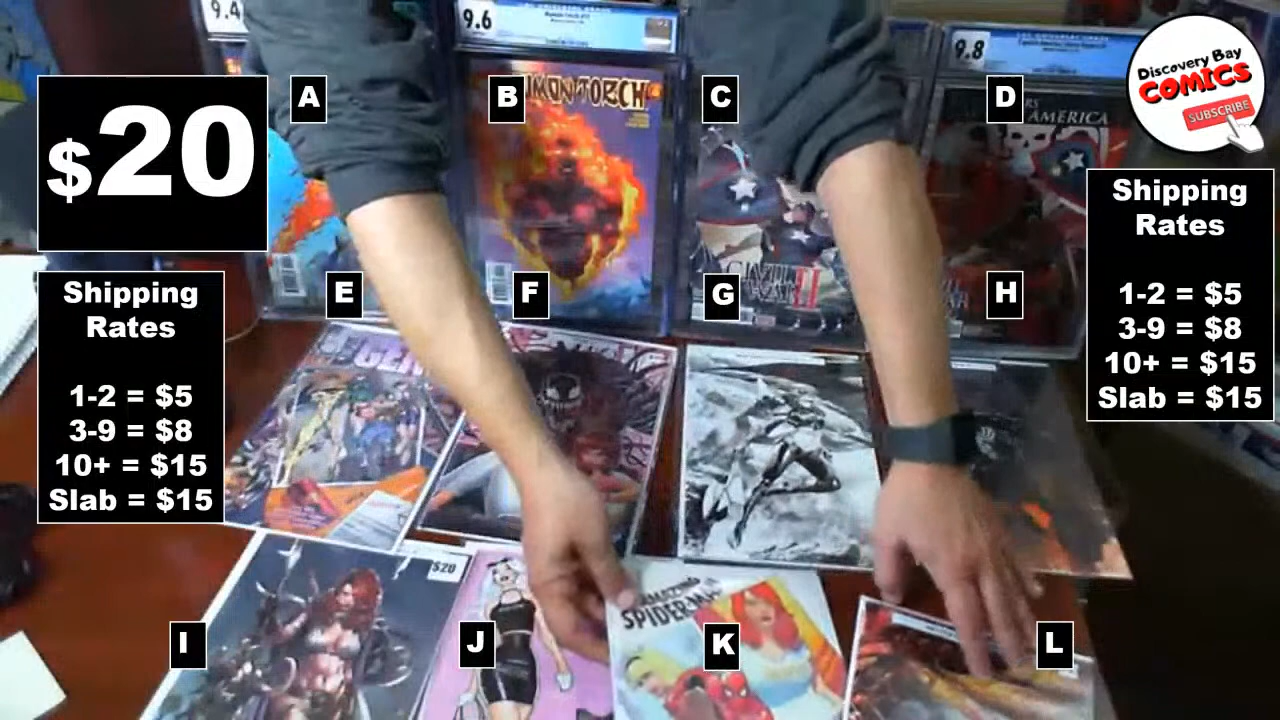 9.4
9.6
9.8
Discovery Bay
COMICS
SUBSCRIBE
$20
A
B
C
D
HUMAN TORCH
AMERICA
CIVIL
WAR II
Shipping
Rates
1-2 = $5
3-9 = $8
10+ = $15
Slab = $15
Shipping
Rates
1-2 = $5
3-9 = $8
10+ = $15
Slab = $15
E
F
G
H
$20
AMAZING
SPIDER-MAN
I
J
K
L